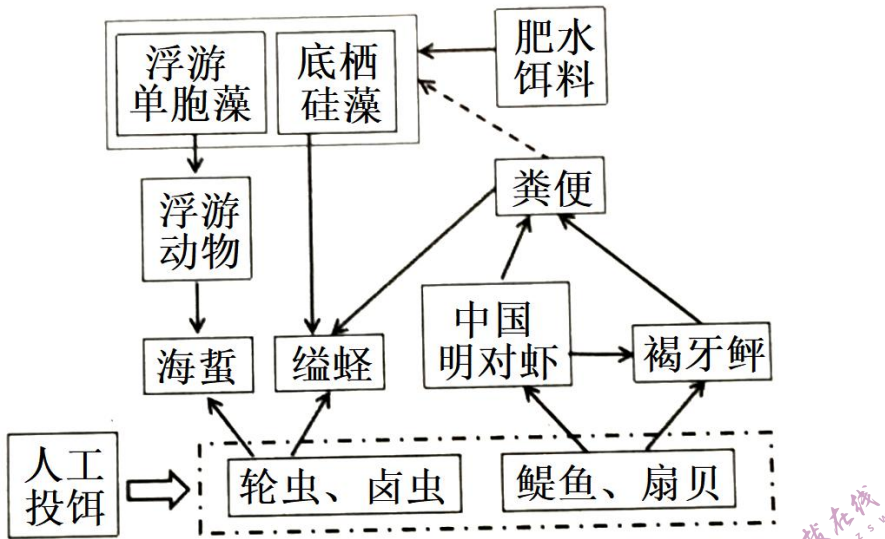 浮游
单胞藻
底栖
硅藻
肥水
饵料
粪便
浮游
动物
海蜇
缢蛏
中国
明对虾
褐牙鲆
人工
投饵
轮虫、卤虫
鳀鱼、扇贝